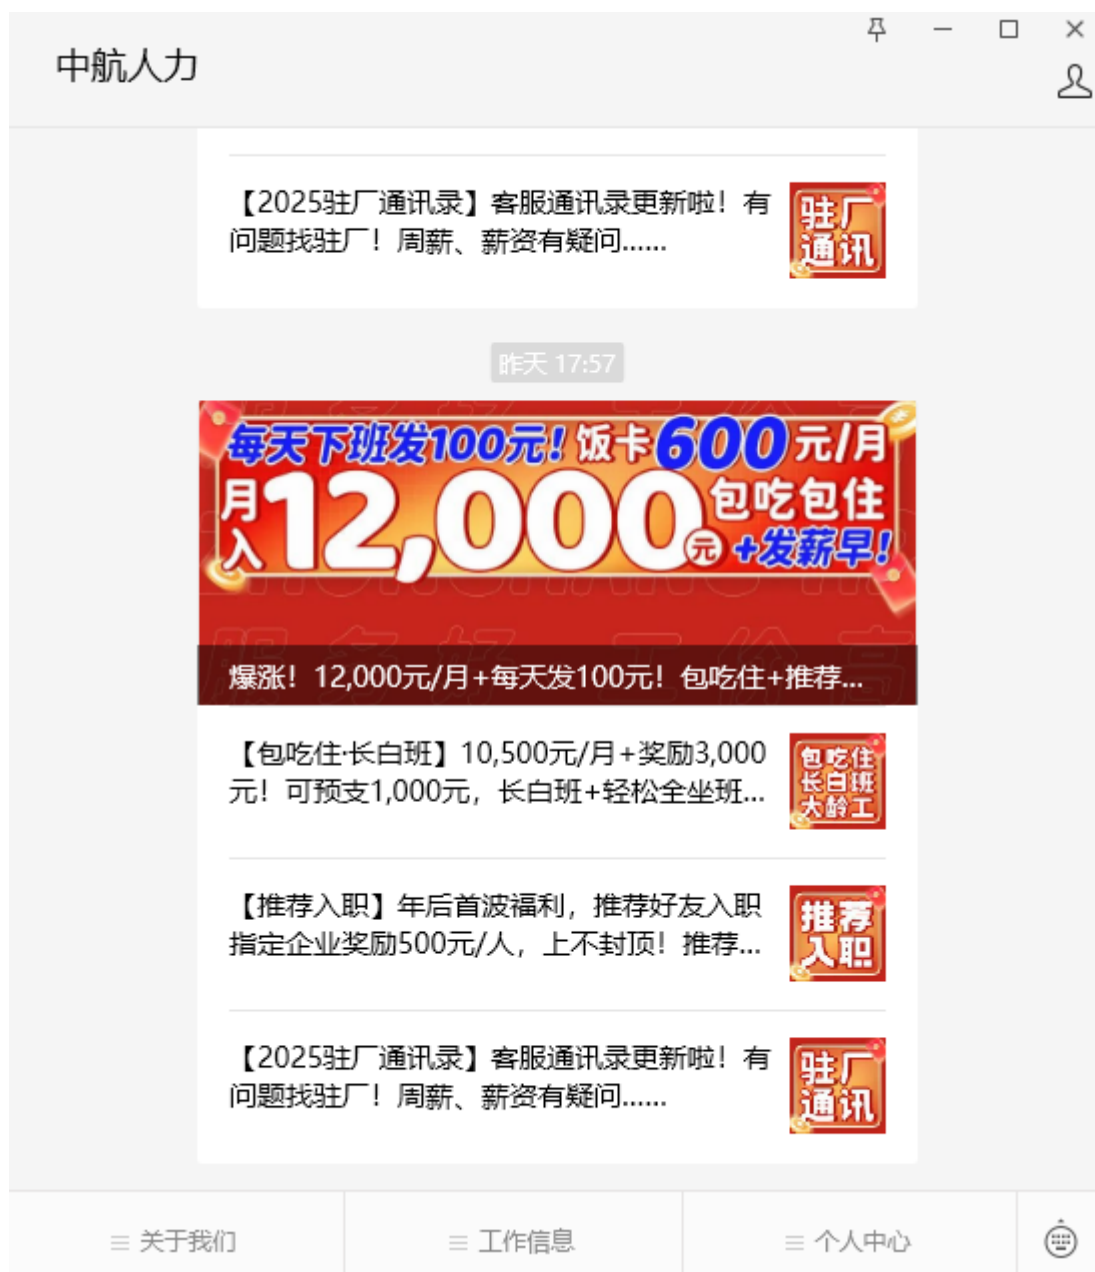 中航人力
【2025驻厂通讯录】客服通讯录更新啦！有
问题找驻厂！周薪、薪资有疑问......
驻厂
通讯
昨天 17:57
每天下班发100元！饭卡600元/月
月入12,000元 包吃包住
+发薪早！
服务好 工价高
爆涨！12,000元/月+每天发100元！包吃住+推荐...
【包吃住·长白班】10,500元/月+奖励3,000
元！可预支1,000元，长白班+轻松全坐班...
包吃住
长白班
大龄工
【推荐入职】年后首波福利，推荐好友入职
指定企业奖励500元/人，上不封顶！推荐...
推荐
入职
【2025驻厂通讯录】客服通讯录更新啦！有
问题找驻厂！周薪、薪资有疑问......
驻厂
通讯
关于我们
工作信息
个人中心